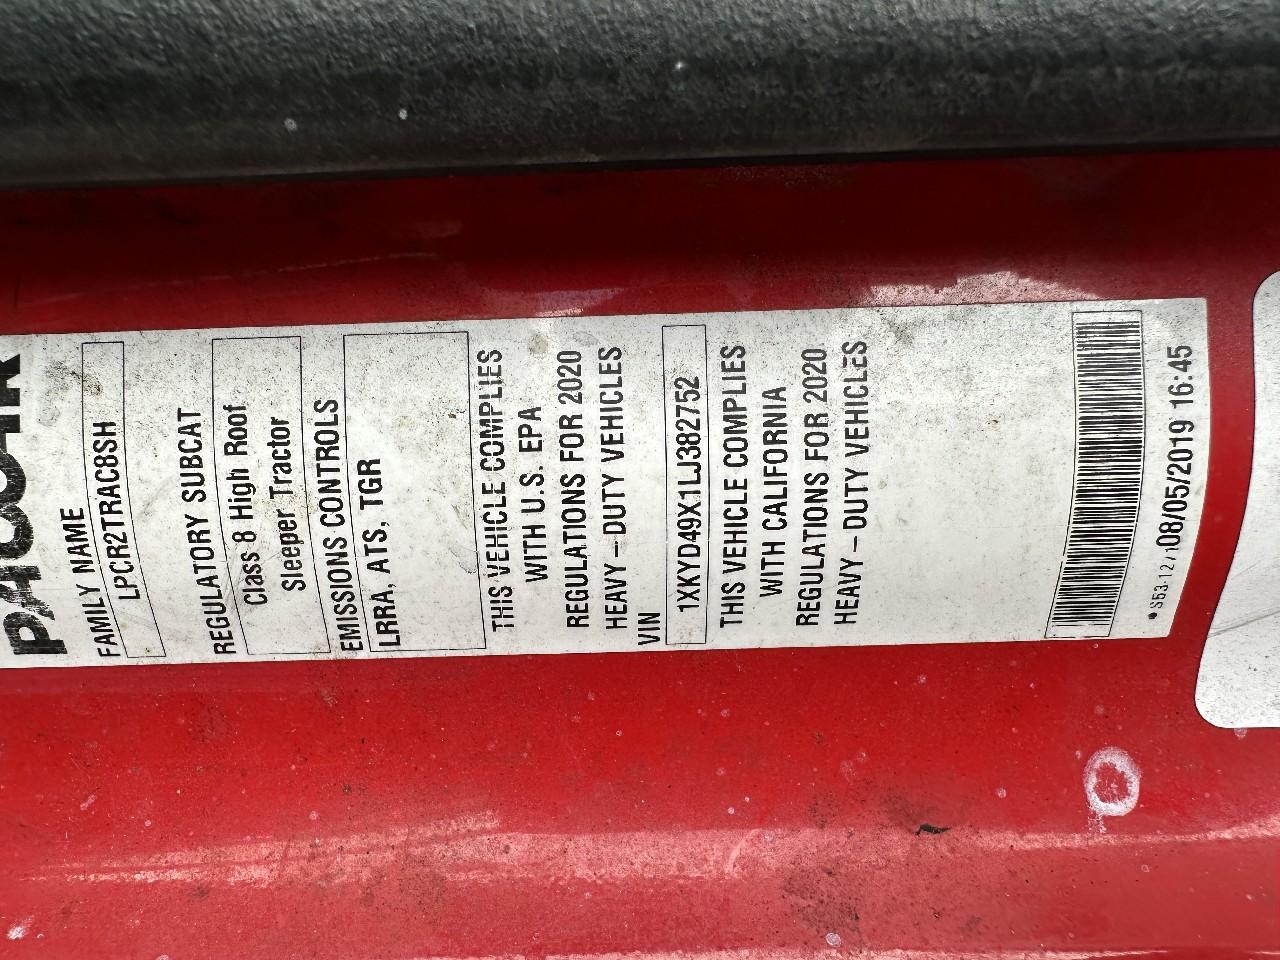 PACCAR
FAMILY NAME
LPCR2TRAC8SH
REGULATORY SUBCAT
Class 8 High Roof
Sleeper Tractor
EMISSIONS CONTROLS
LRRA, ATS, TGR
THIS VEHICLE COMPLIES
WITH U.S. EPA
REGULATIONS FOR 2020
HEAVY-DUTY VEHICLES
VIN
1XKYD49X1LJ382752
THIS VEHICLE COMPLIES
WITH CALIFORNIA
REGULATIONS FOR 2020
HEAVY-DUTY VEHICLES
08/05/2019 16:45